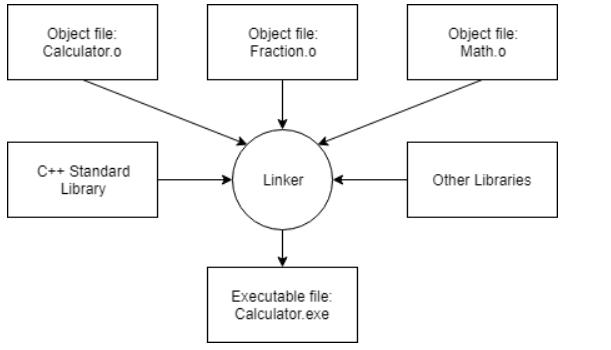 Object file:
Calculator.o
Object file:
Fraction.o
Object file:
Math.o
C++ Standard
Library
Linker
Other Libraries
Executable file:
Calculator.exe